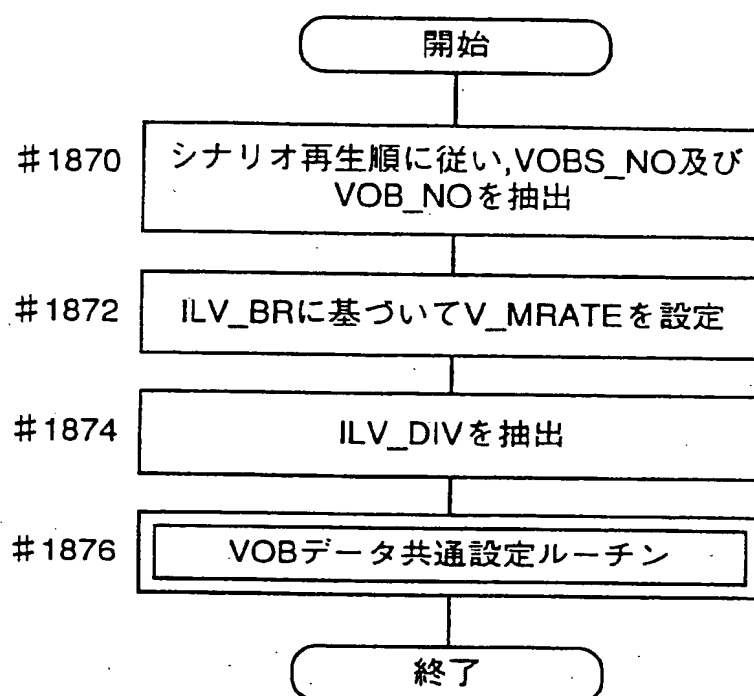 開始
#1870
シナリオ再生順に従い,VOBS_NO及び
VOB_NOを抽出
#1872
ILV_BRに基づいてV_MRATEを設定
#1874
ILV_DIVを抽出
#1876
VOBデータ共通設定ルーチン
終了